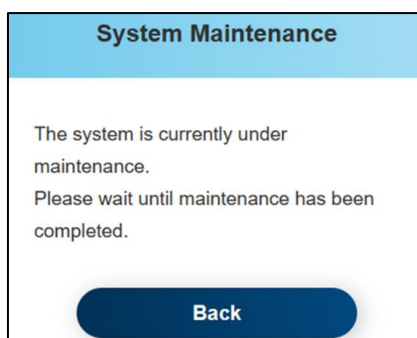 System Maintenance
The system is currently under
maintenance.
Please wait until maintenance has been
completed.
Back